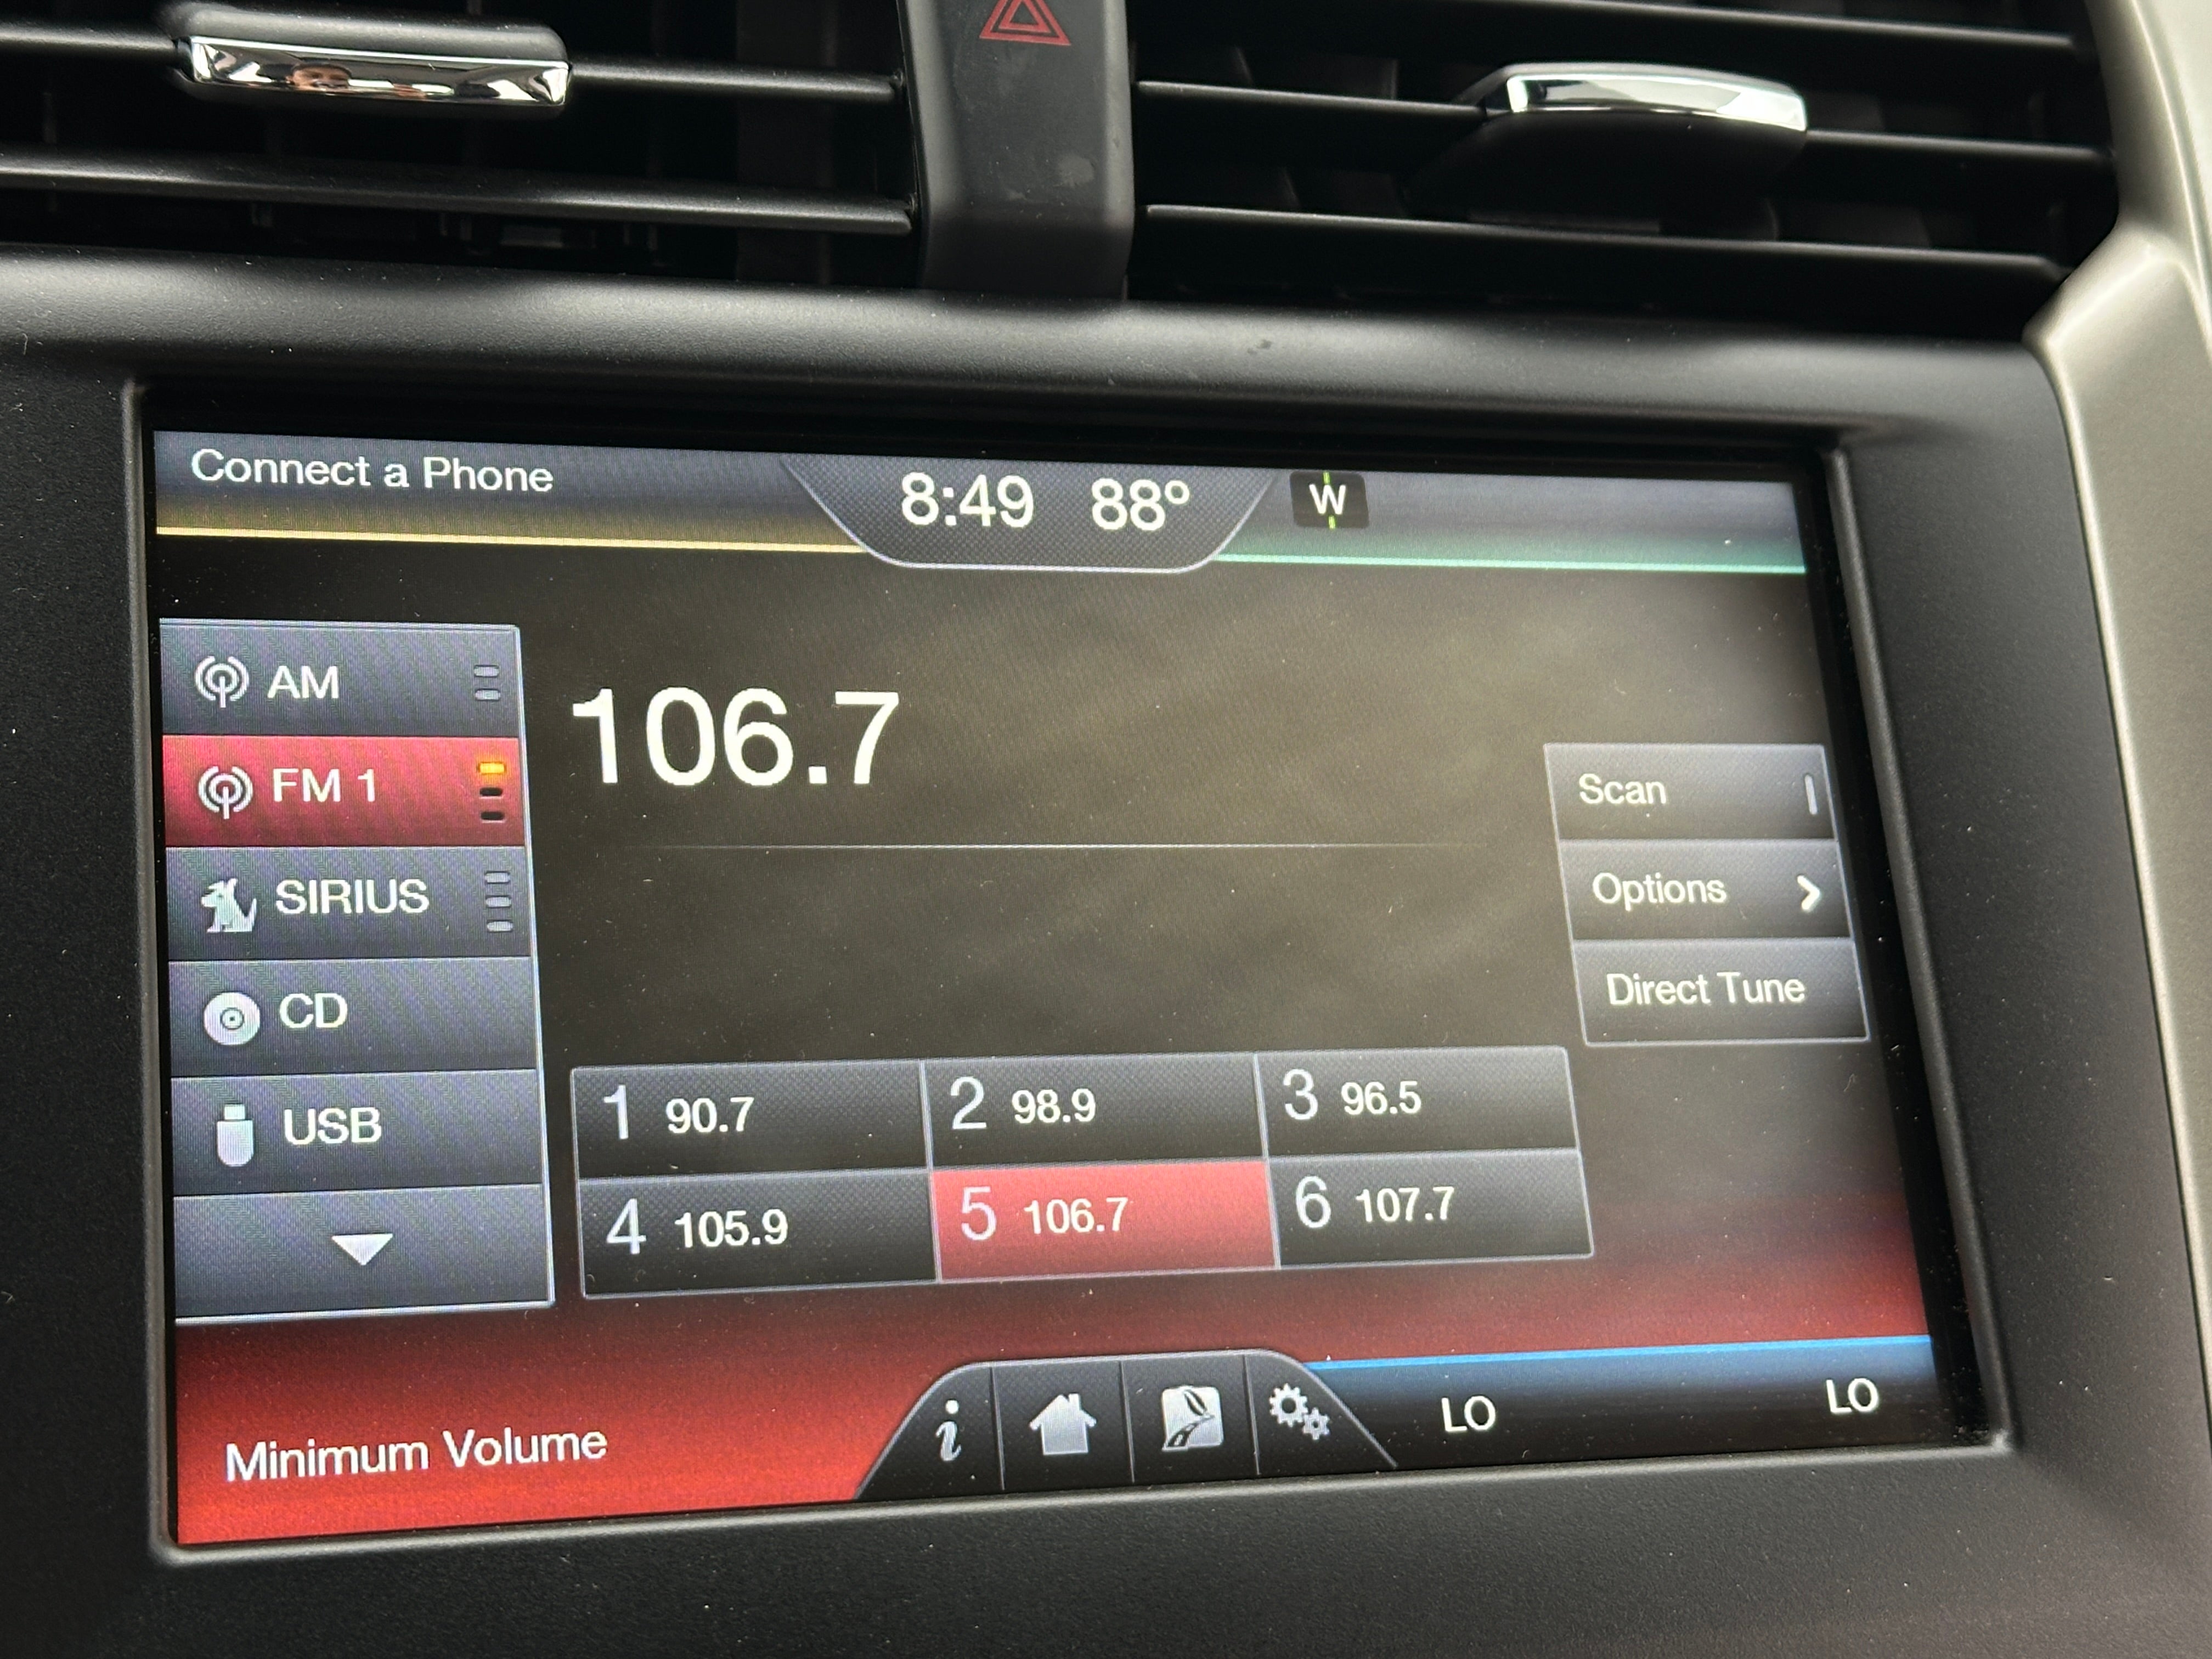 Connect a Phone
8:49 88° W
AM
FM 1
SIRIUS
CD
USB
106.7
Scan
Options
Direct Tune
1 90.7
2 98.9
3 96.5
4 105.9
5 106.7
6 107.7
Minimum Volume
i
LO
LO